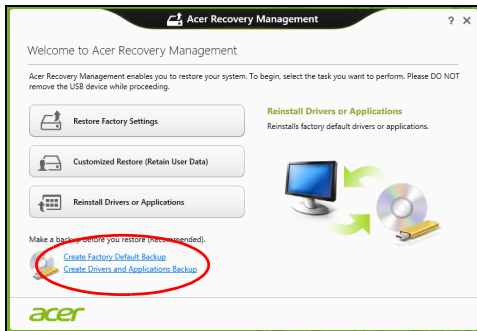 Acer Recovery Management
? X
Welcome to Acer Recovery Management
Acer Recovery Management enables you to restore your system. To begin, select the task you want to perform. Please DO NOT
remove the USB device while proceeding.
Restore Factory Settings
Customized Restore (Retain User Data)
Reinstall Drivers or Applications
Reinstall Drivers or Applications
Reinstalls factory default drivers or applications.
Make a backup before you restore (Recommended).
Create Factory Default Backup
Create Drivers and Applications Backup
acer